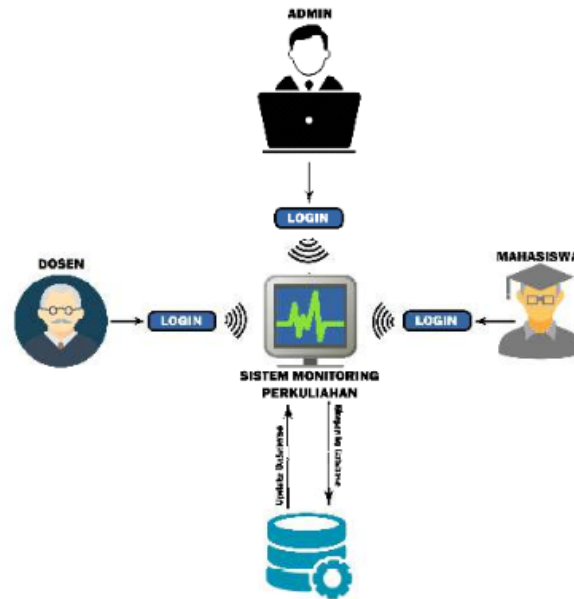 ADMIN
LOGIN
DOSEN
MAHASISWA
LOGIN
LOGIN
SISTEM MONITORING
PERKULIAHAN
Update Database